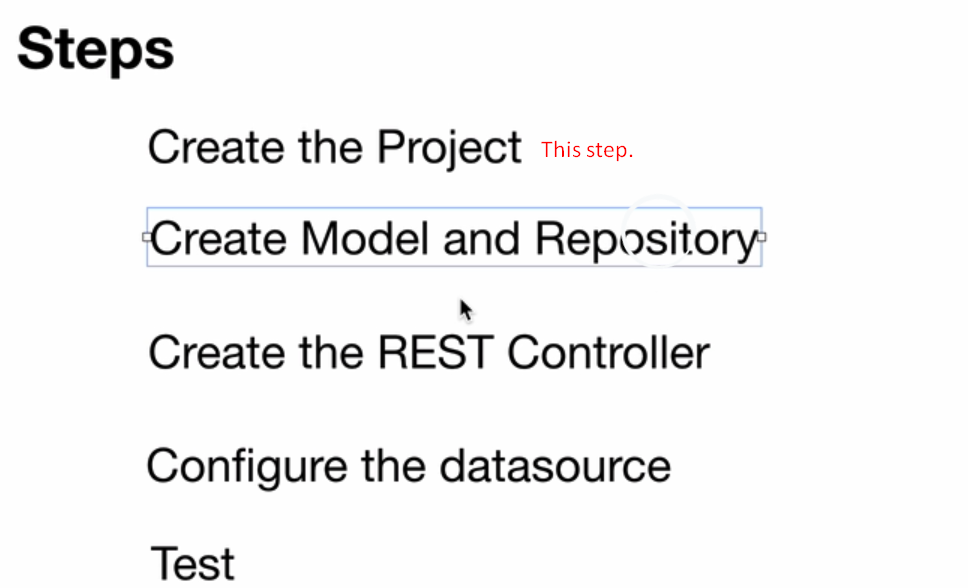 Steps
Create the Project This step.
Create Model and Repository
Create the REST Controller
Configure the datasource
Test